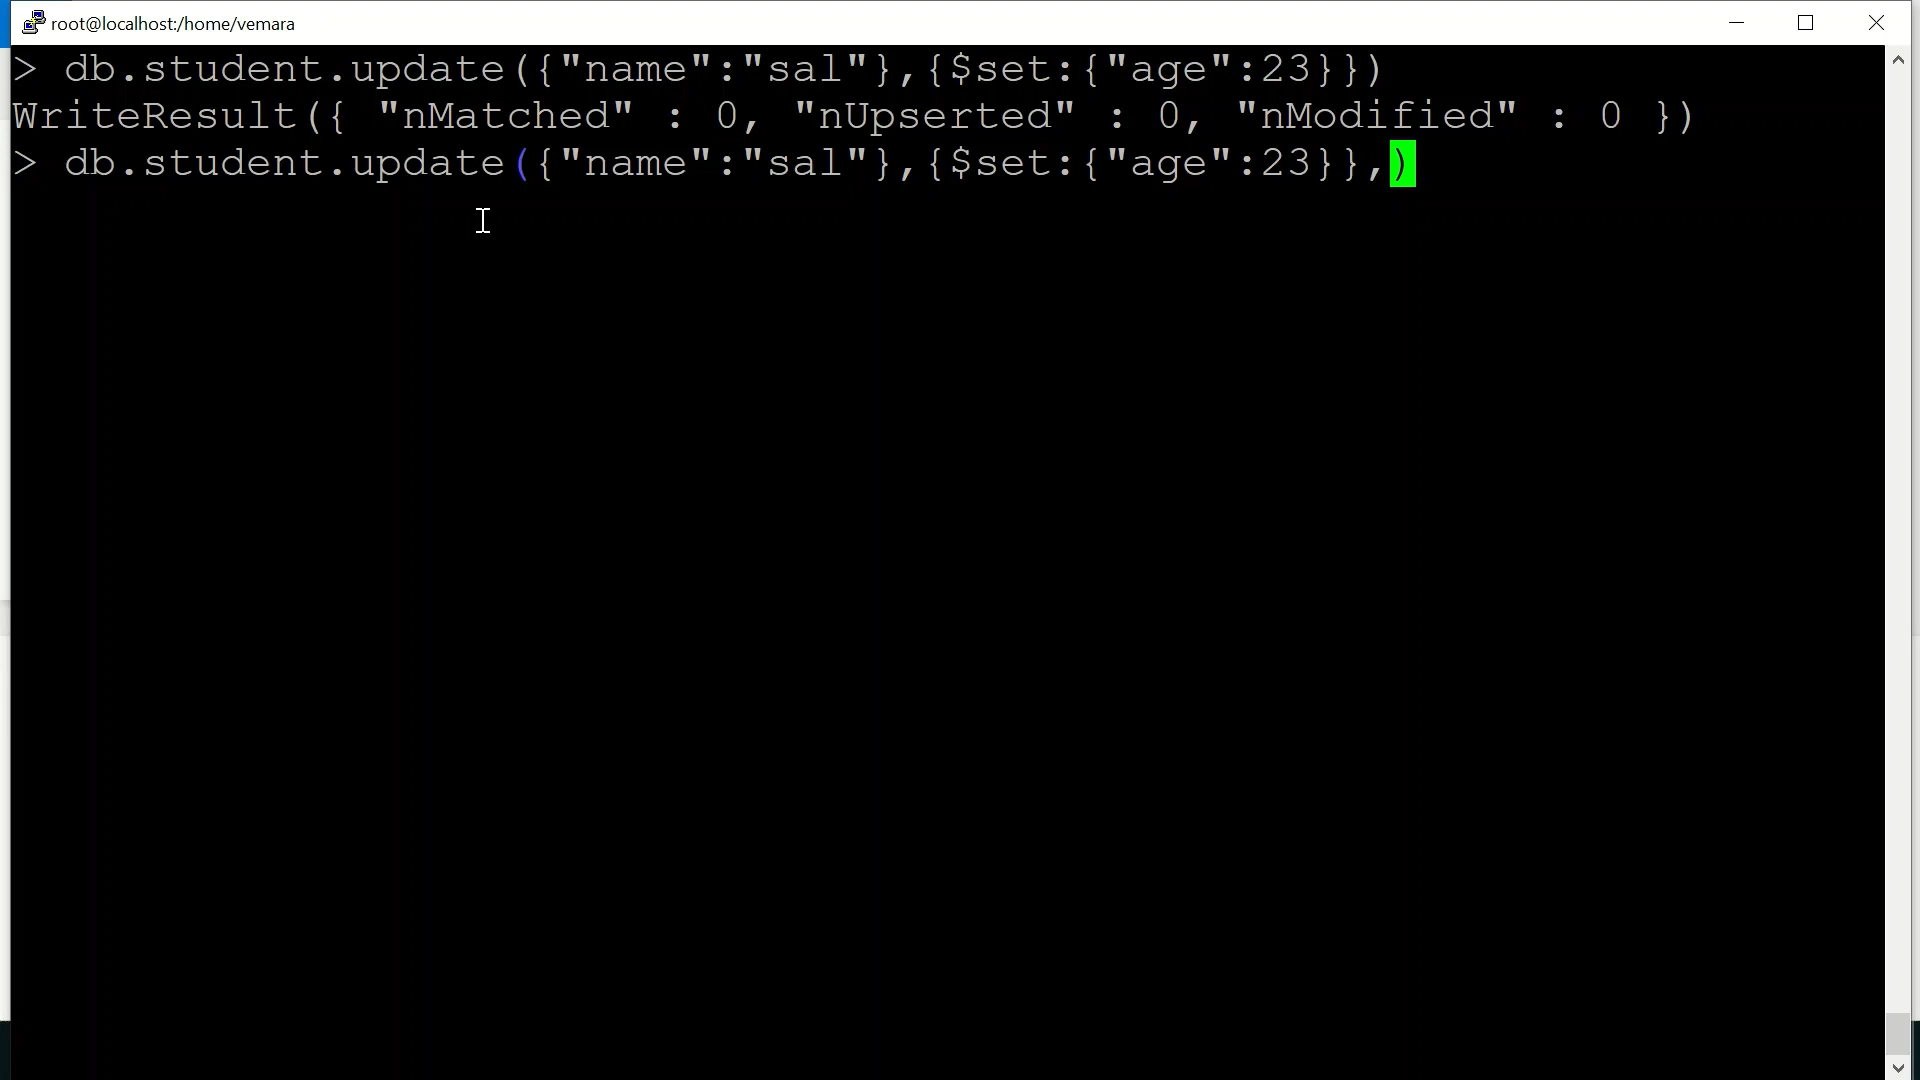 root@localhost:/home/vemara
> db.student.update({"name":"sal"},{$set:{"age":23}})
WriteResult({ "nMatched" : 0, "nUpserted" : 0, "nModified" : 0 })
> db.student.update({"name":"sal"},{$set:{"age":23}},)